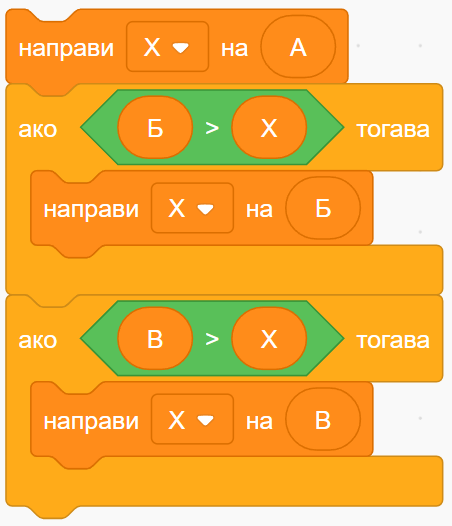 направи X на А
ако Б > X тогава
направи X на Б
ако В > X тогава
направи X на В